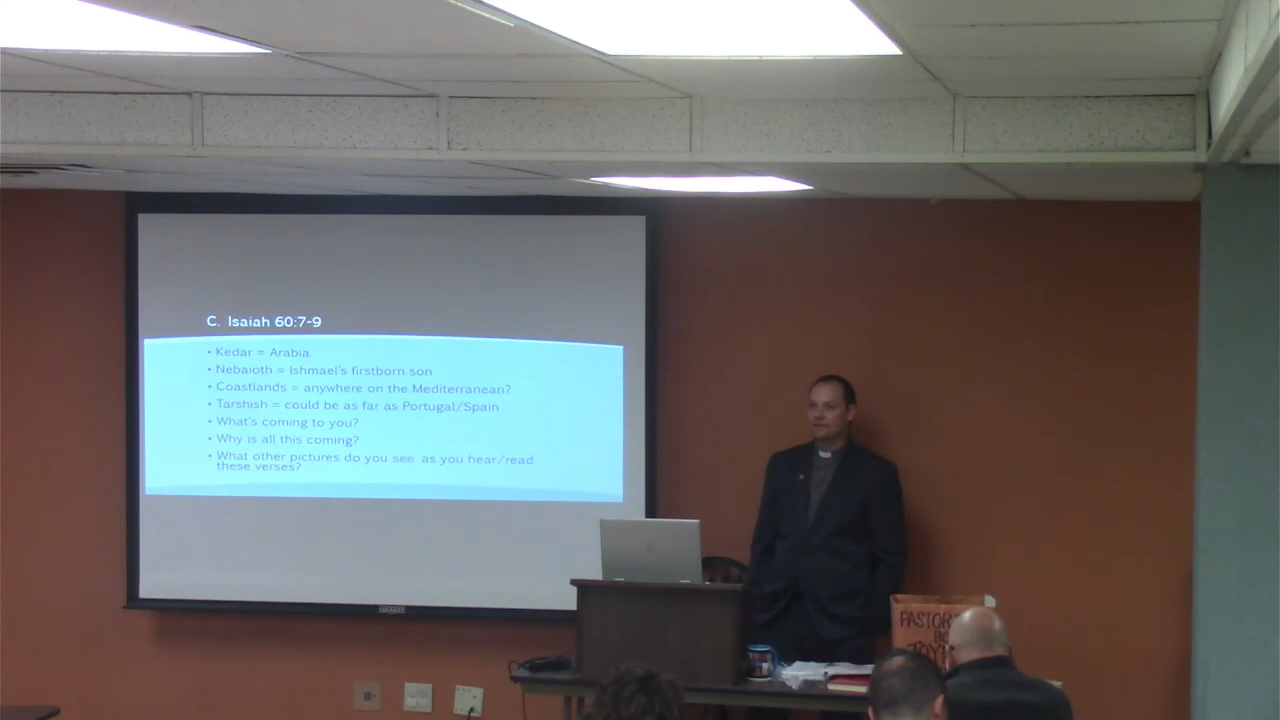 C. Isaiah 60:7-9
• Kedar = Arabia
• Nebaioth = Ishmael's firstborn son
• Coastlands = anywhere on the Mediterranean?
• Tarshish = could be as far as Portugal/Spain
• What's coming to you?
• Why is all this coming?
• What other pictures do you see as you hear/read
these verses?
PASTOR